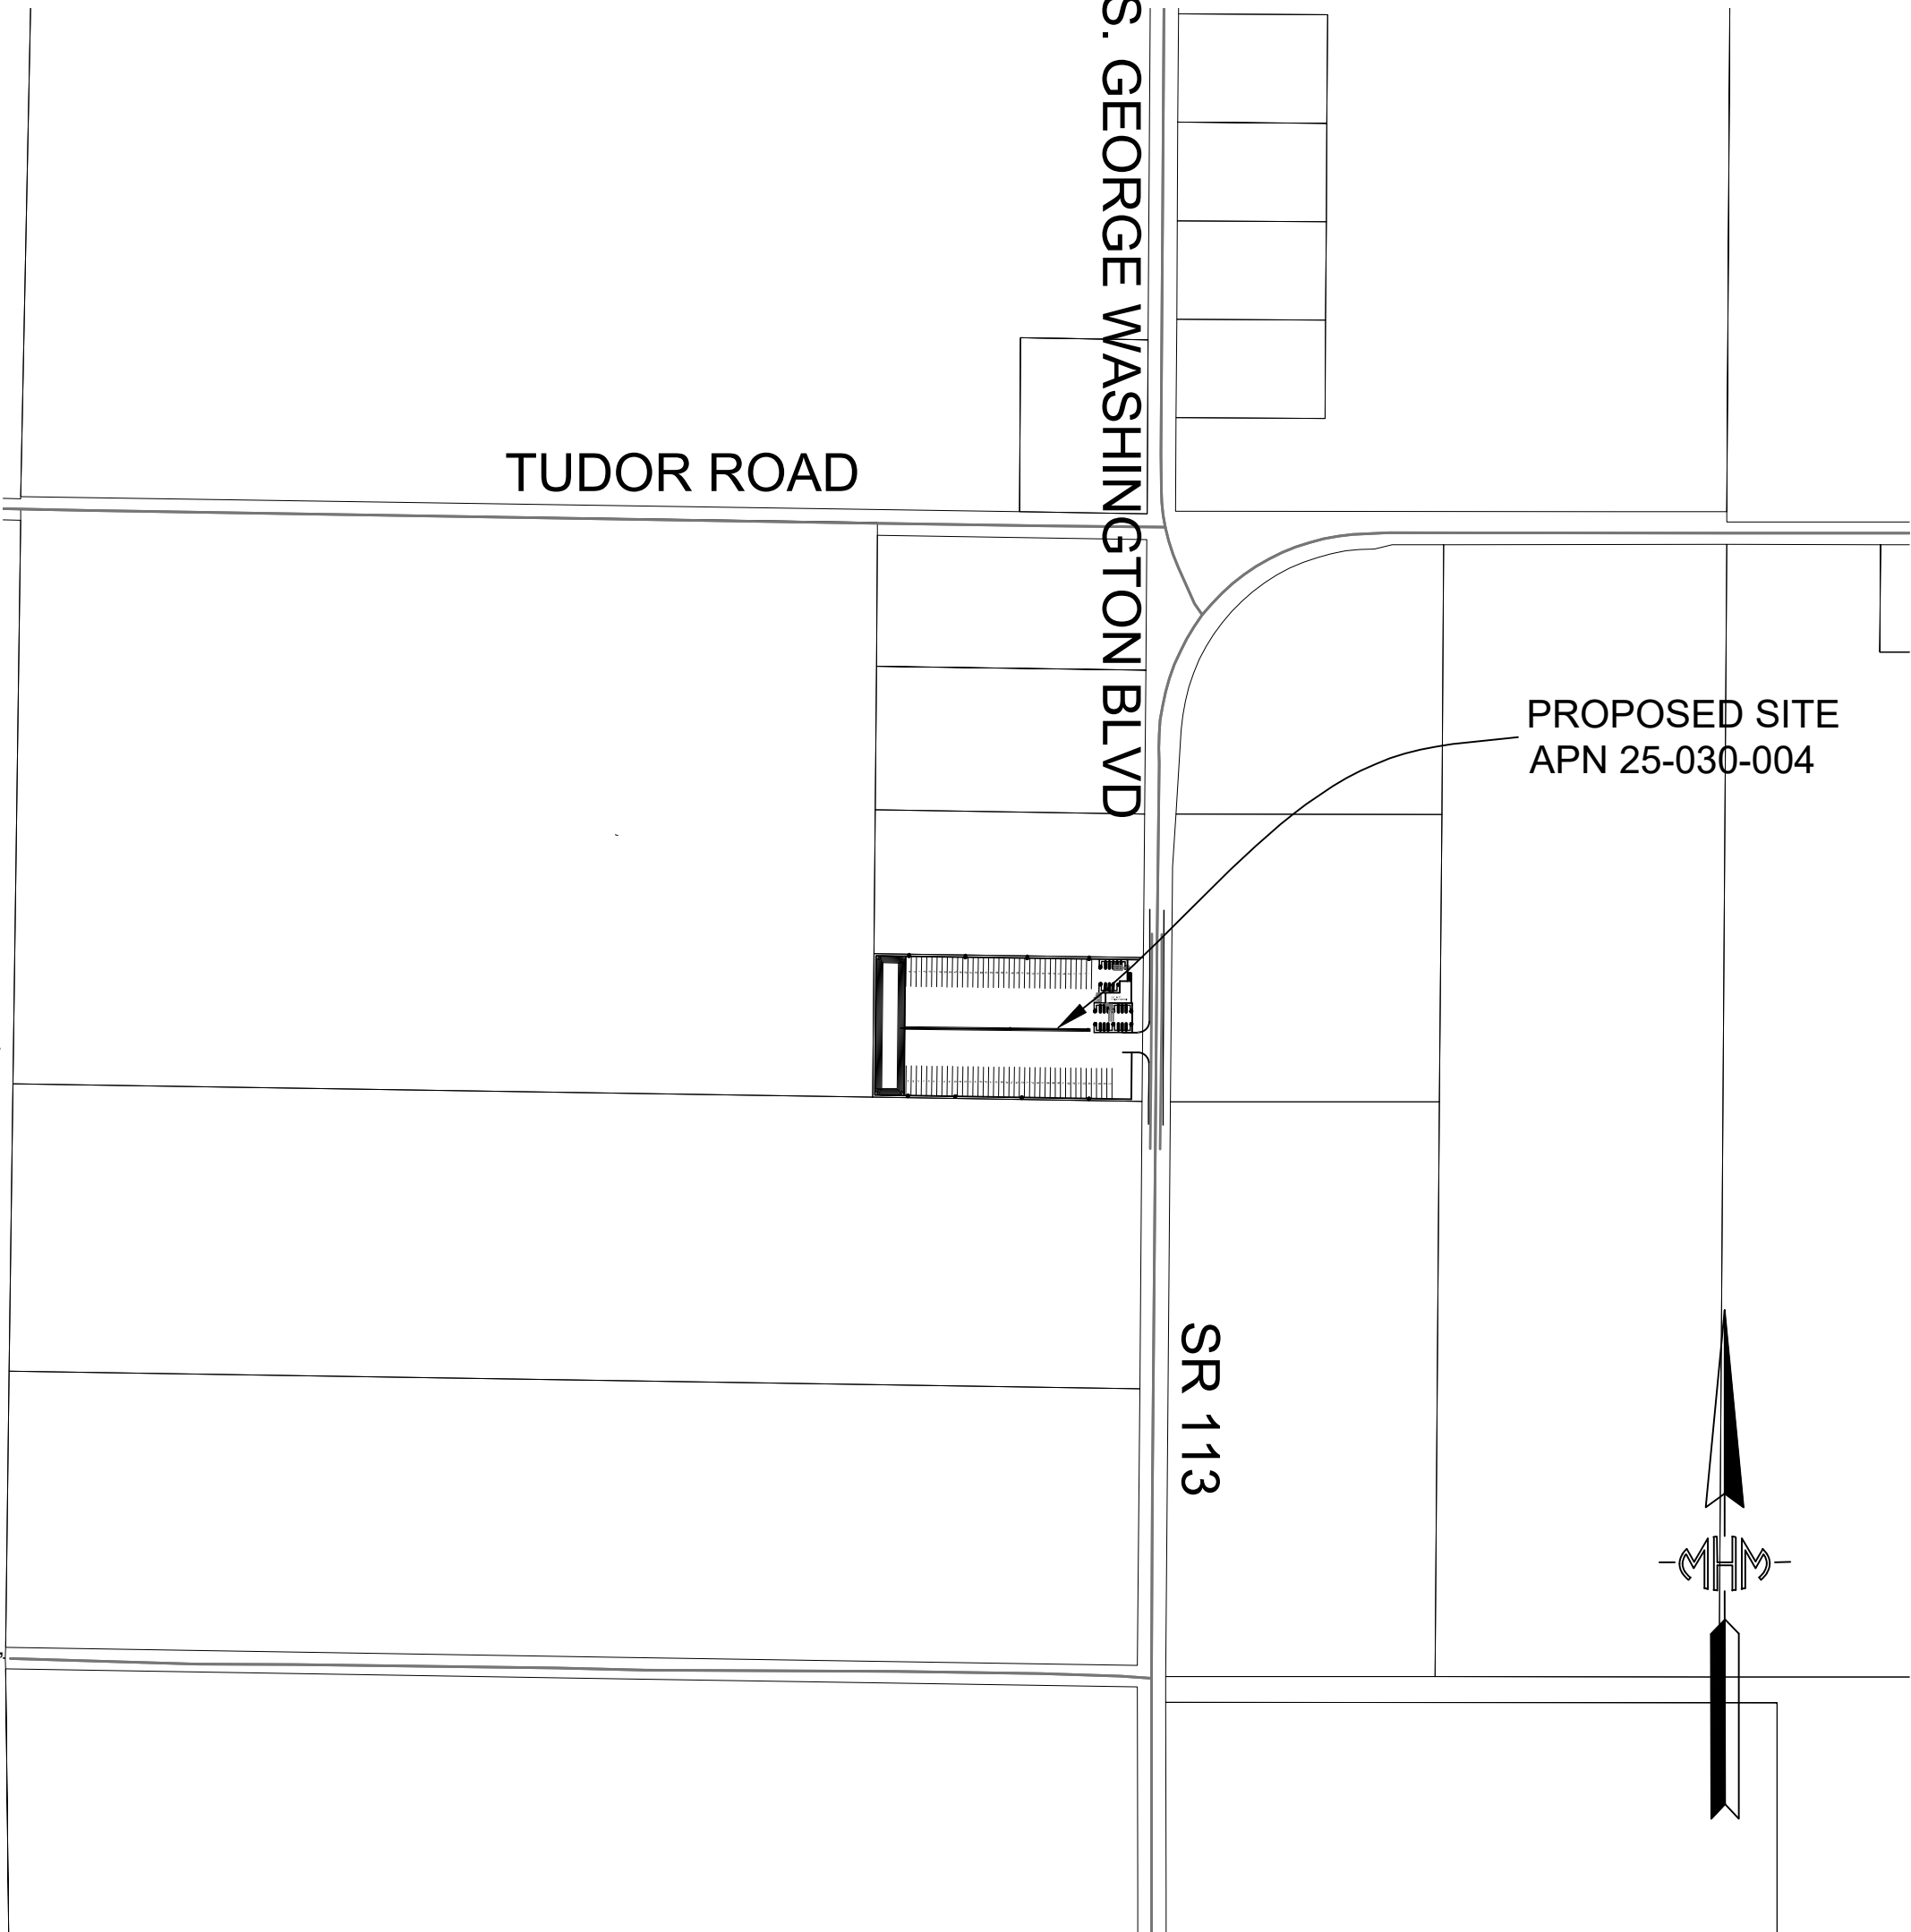 S. GEORGE WASHINGTON BLVD
TUDOR ROAD
PROPOSED SITE
APN 25-030-004
SR 113
MHM